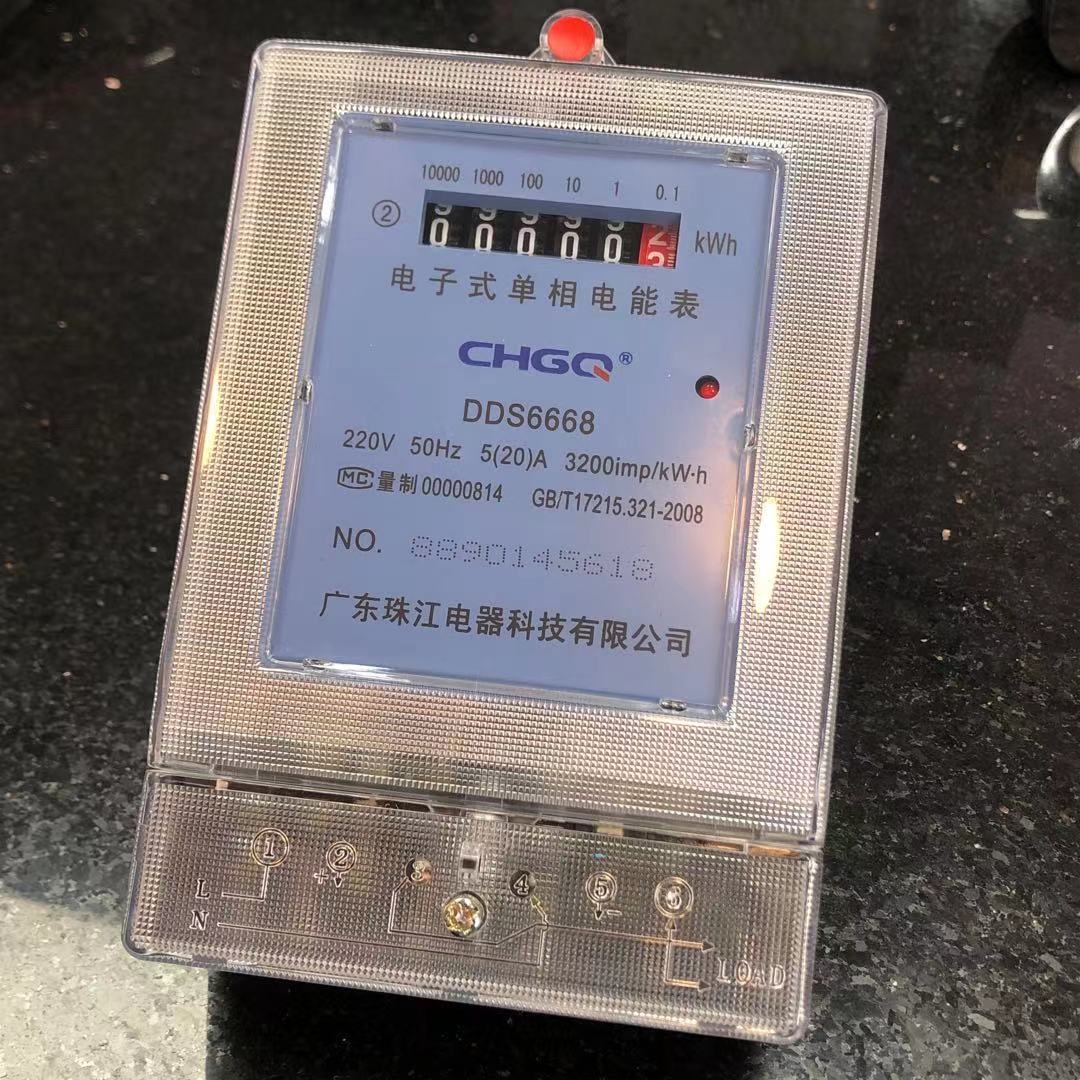 10000 1000 100 10 1 0.1
② 00000 kWh
电子式单相电能表
CHGQ®
DDS6668
220V 50Hz 5(20)A 3200imp/kW·h
MC 量制 00000814 GB/T17215.321-2008
NO. 8890145618
广东珠江电器科技有限公司
① ② 3 4 ⑤ ⑥
L + -
N
LOAD